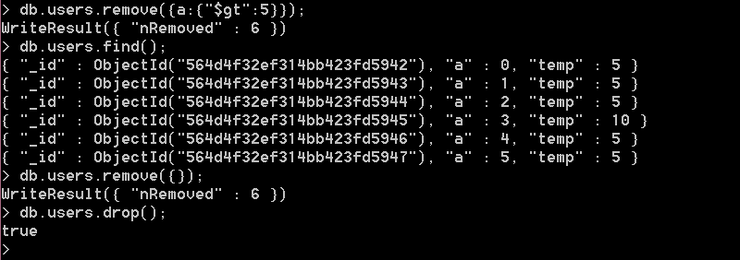 > db.users.remove({a:{"$gt":5}});
WriteResult({ "nRemoved" : 6 })
> db.users.find();
{ "_id" : ObjectId("564d4f32ef314bb423fd5942"), "a" : 0, "temp" : 5 }
{ "_id" : ObjectId("564d4f32ef314bb423fd5943"), "a" : 1, "temp" : 5 }
{ "_id" : ObjectId("564d4f32ef314bb423fd5944"), "a" : 2, "temp" : 5 }
{ "_id" : ObjectId("564d4f32ef314bb423fd5945"), "a" : 3, "temp" : 10 }
{ "_id" : ObjectId("564d4f32ef314bb423fd5946"), "a" : 4, "temp" : 5 }
{ "_id" : ObjectId("564d4f32ef314bb423fd5947"), "a" : 5, "temp" : 5 }
> db.users.remove({});
WriteResult({ "nRemoved" : 6 })
> db.users.drop();
true
>